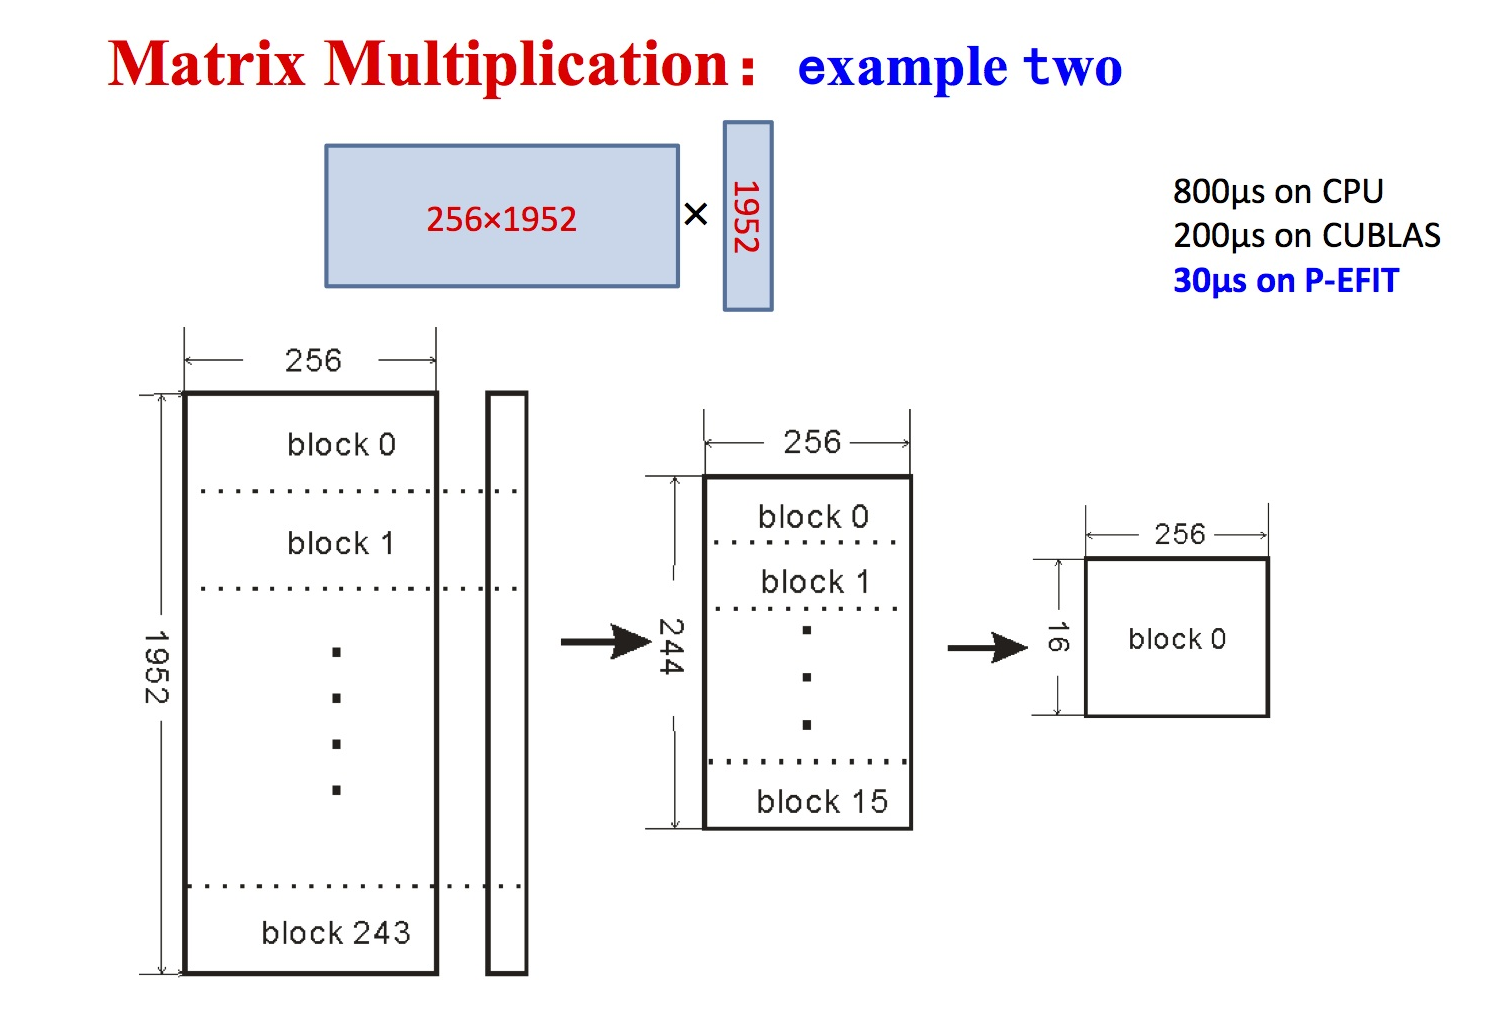 Matrix Multiplication: example two
256×1952
×
1952
800μs on CPU
200μs on CUBLAS
30μs on P-EFIT
256
1952
block 0
block 1
block 243
256
244
block 0
block 1
block 15
256
16
block 0